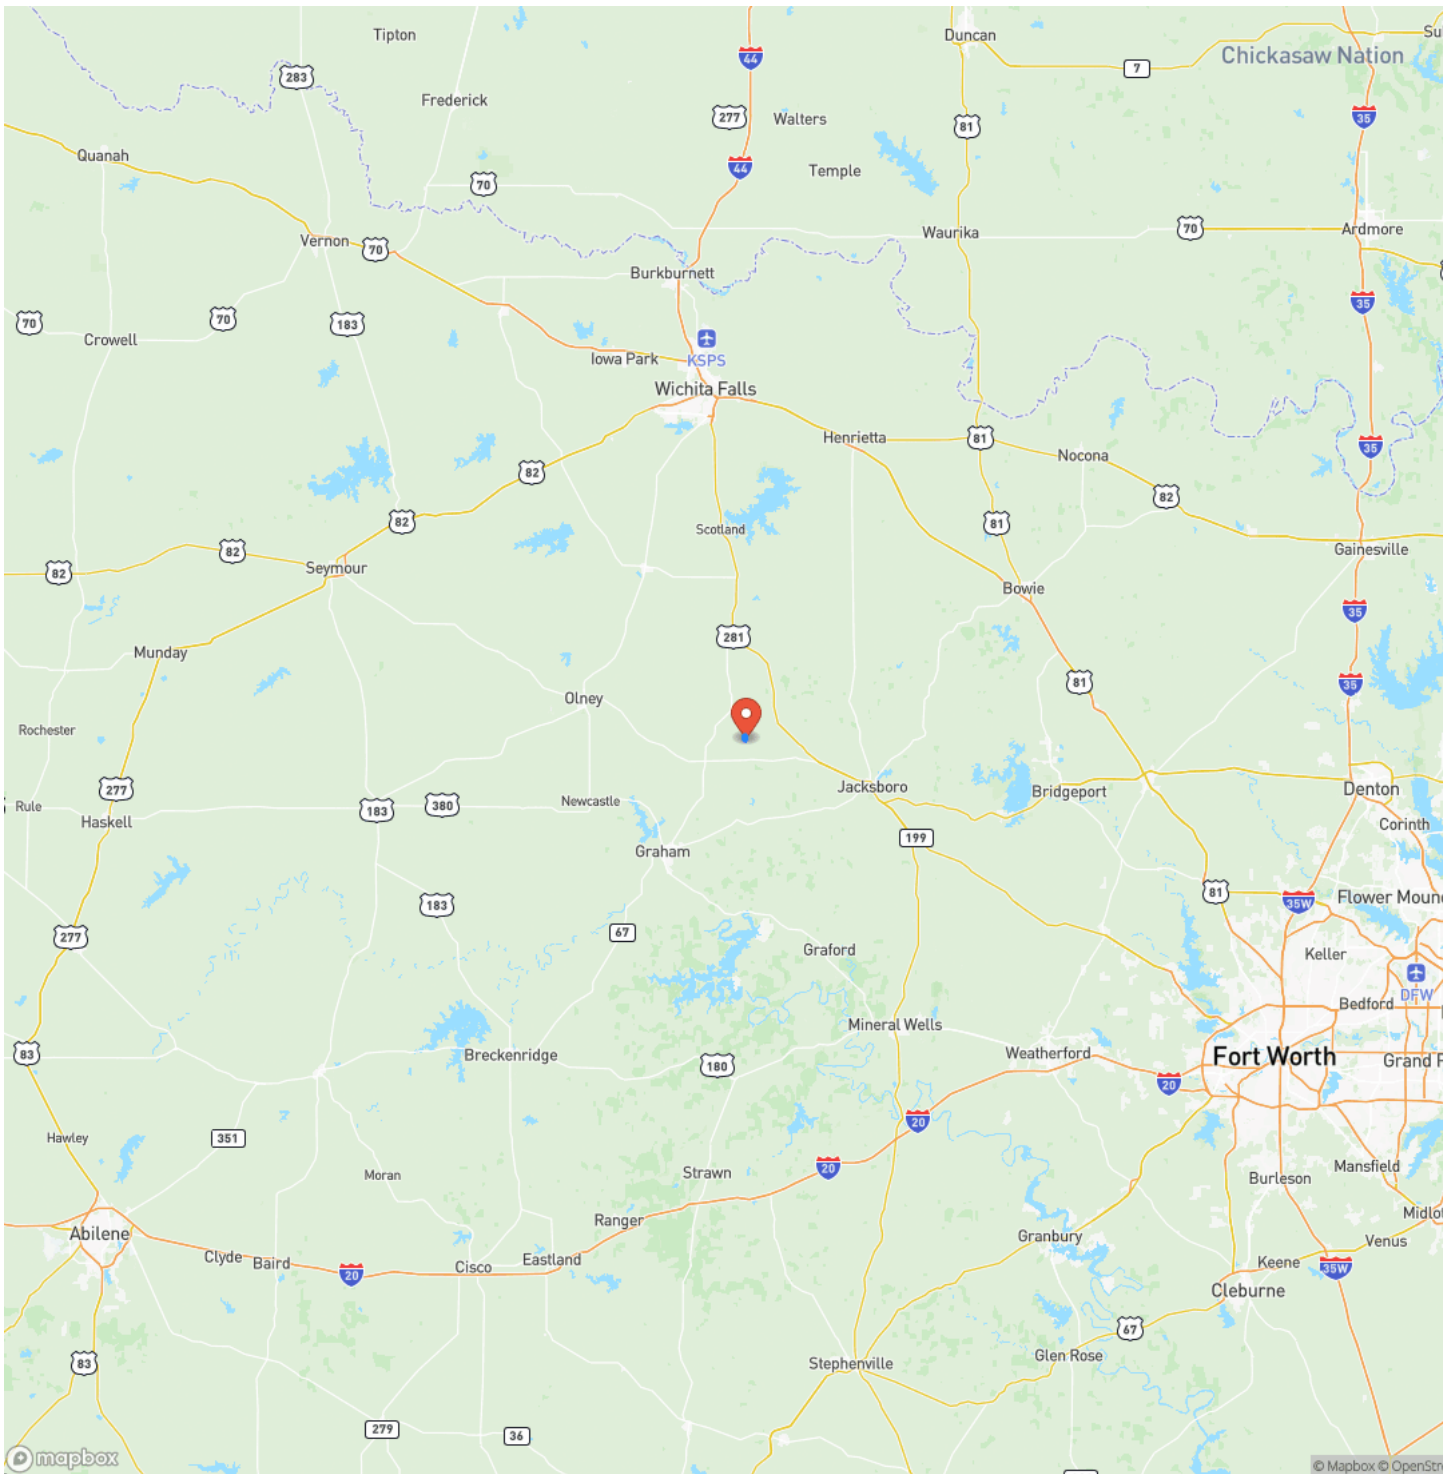 Tipton
Duncan
Su
44
Chickasaw Nation
7
283
Frederick
277
Walters
35
81
Quanah
44
Temple
70
Vernon
70
Waurika
70
Ardmore
Burkburnett
35
70
70
183
Crowell
Iowa Park
KSPS
Wichita Falls
Henrietta
81
35
Nocona
82
82
Scotland
82
81
82
82
Gainesville
Seymour
Bowie
35
281
Munday
81
35
Olney
Rochester
Jacksboro
Bridgeport
Denton
277
Rule
183
380
Newcastle
Haskell
Corinth
199
Graham
81
35W
Flower Moun
183
67
277
Graford
Keller
DFW
Bedford
Mineral Wells
83
Breckenridge
180
Weatherford
Fort Worth
Grand P
20
20
Hawley
351
Moran
Strawn
20
Mansfield
Burleson
Ranger
Abilene
Granbury
Midlot
Clyde
Baird
Cisco
Eastland
20
Keene
Venus
35W
Cleburne
67
83
Stephenville
Glen Rose
279
36
mapbox
© Mapbox © OpenStre